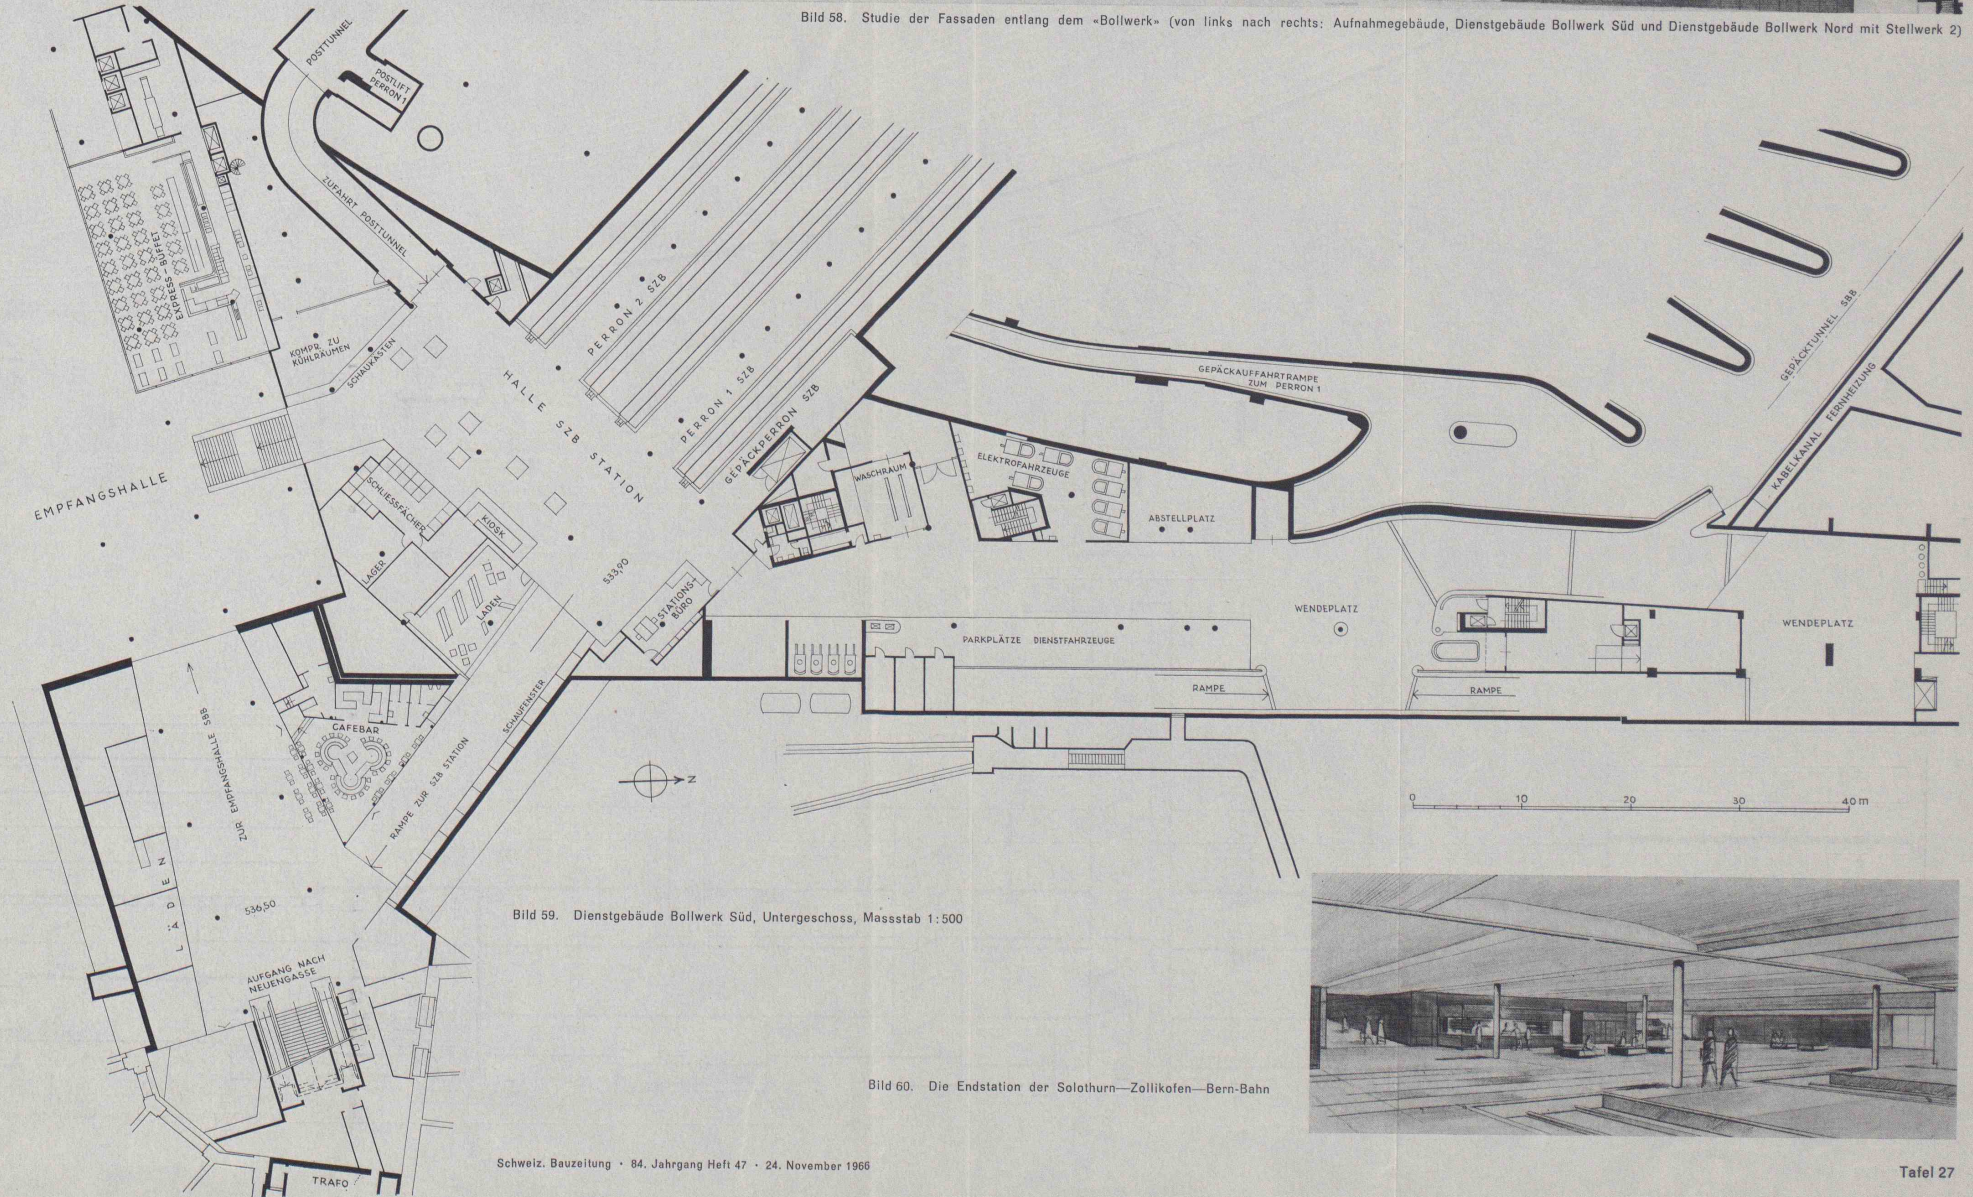 Bild 58. Studie der Fassaden entlang dem «Bollwerk» (von links nach rechts: Aufnahmegebäude, Dienstgebäude Bollwerk Süd und Dienstgebäude Bollwerk Nord mit Stellwerk 2)
POSTTUNNEL
POSTLIFT
PERRON 1
ZUFAHRT POSTTUNNEL
EXPRESS-BUFFET
KOMPR. ZU
KÜHLRÄUMEN
SCHAUKASTEN
PERRON 2 SZB
PERRON 1 SZB
GEPÄCKPERRON SZB
HALLE SZB STATION
GEPÄCKAUFFAHRTRAMPE
ZUM PERRON 1
GEPÄCKTUNNEL SBB
KABELKANAL FERNHEIZUNG
EMPFANGSHALLE
SCHLIESSFÄCHER
KIOSK
LAGER
LADEN
533,90
STATIONS-
BÜRO
WASCHRAUM
ELEKTROFAHRZEUGE
ABSTELLPLATZ
WENDEPLATZ
WENDEPLATZ
PARKPLÄTZE DIENSTFAHRZEUGE
RAMPE
RAMPE
ZUR EMPFANGSHALLE SBB
CAFEBAR
SCHAUFENSTER
RAMPE ZUR SZB STATION
N
0 10 20 30 40 m
LÄDEN
536,50
Bild 59. Dienstgebäude Bollwerk Süd, Untergeschoss, Massstab 1:500
AUFGANG NACH
NEUENGASSE
Bild 60. Die Endstation der Solothurn—Zollikofen—Bern-Bahn
TRAFO
Schweiz. Bauzeitung · 84. Jahrgang Heft 47 · 24. November 1966
Tafel 27